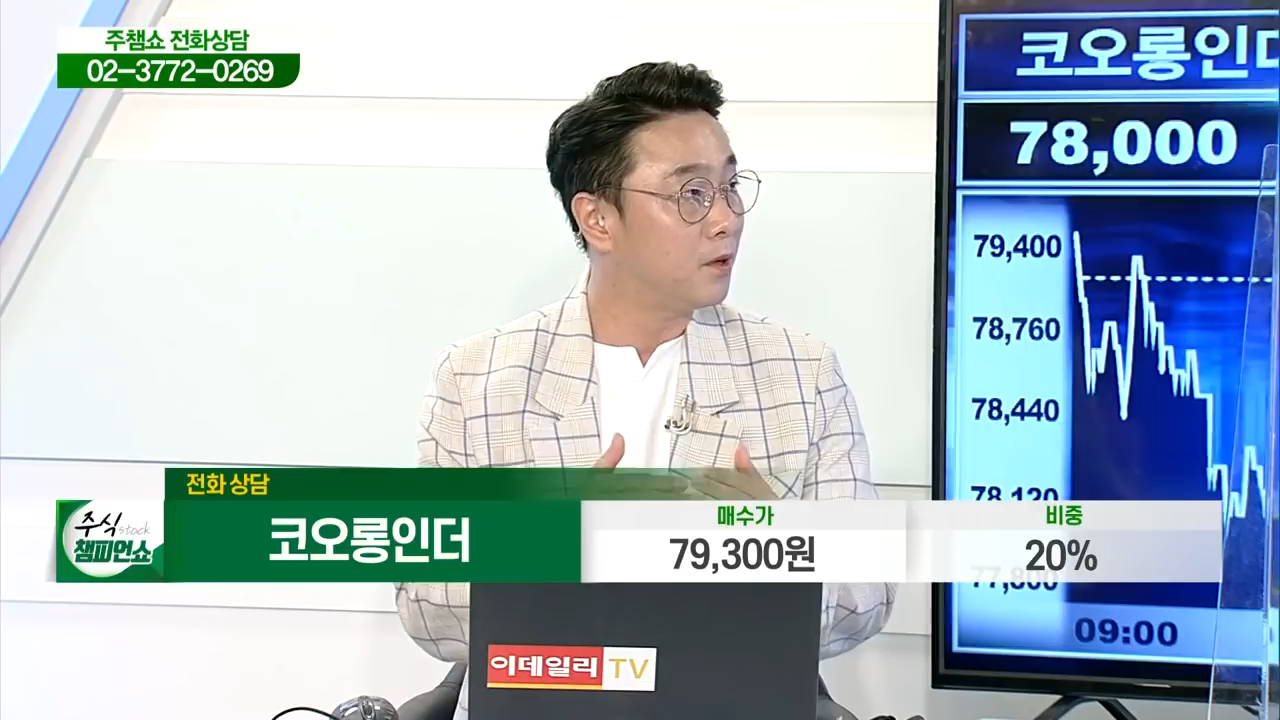 주챔쇼 전화상담
02-3772-0269
코오롱인더
78,000
79,400
78,760
78,440
78,120
77,800
09:00
전화 상담
주식 stock
챔피언쇼
코오롱인더
매수가
79,300원
비중
20%
이데일리 TV